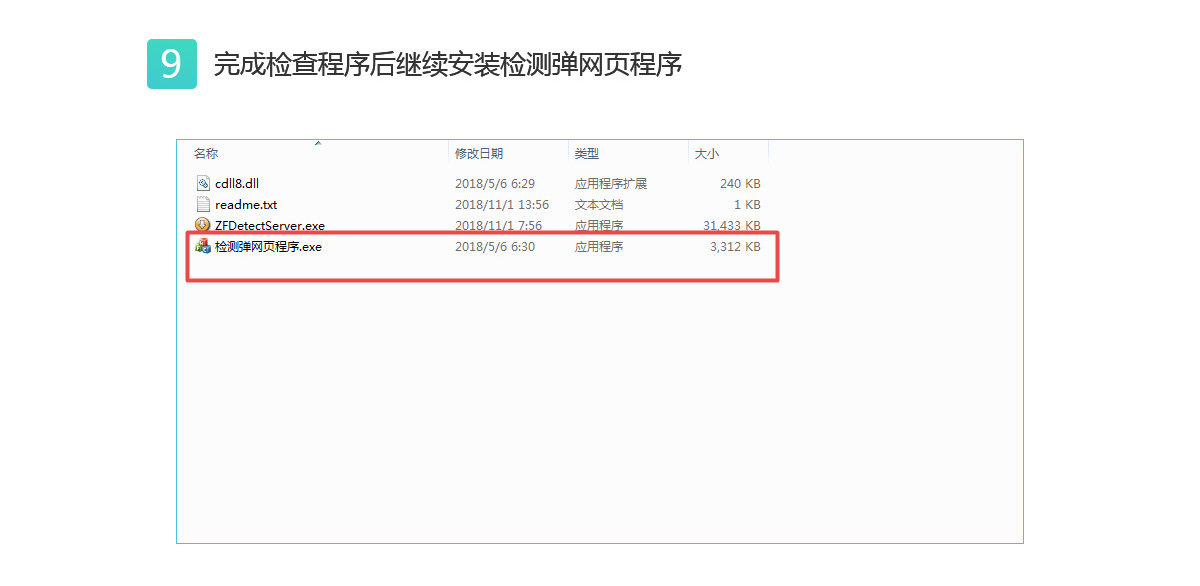 9 完成检查程序后继续安装检测弹网页程序
名称 修改日期 类型 大小
cdll8.dll 2018/5/6 6:29 应用程序扩展 240 KB
readme.txt 2018/11/1 13:56 文本文档 1 KB
ZFDetectServer.exe 2018/11/1 7:56 应用程序 31,433 KB
检测弹网页程序.exe 2018/5/6 6:30 应用程序 3,312 KB